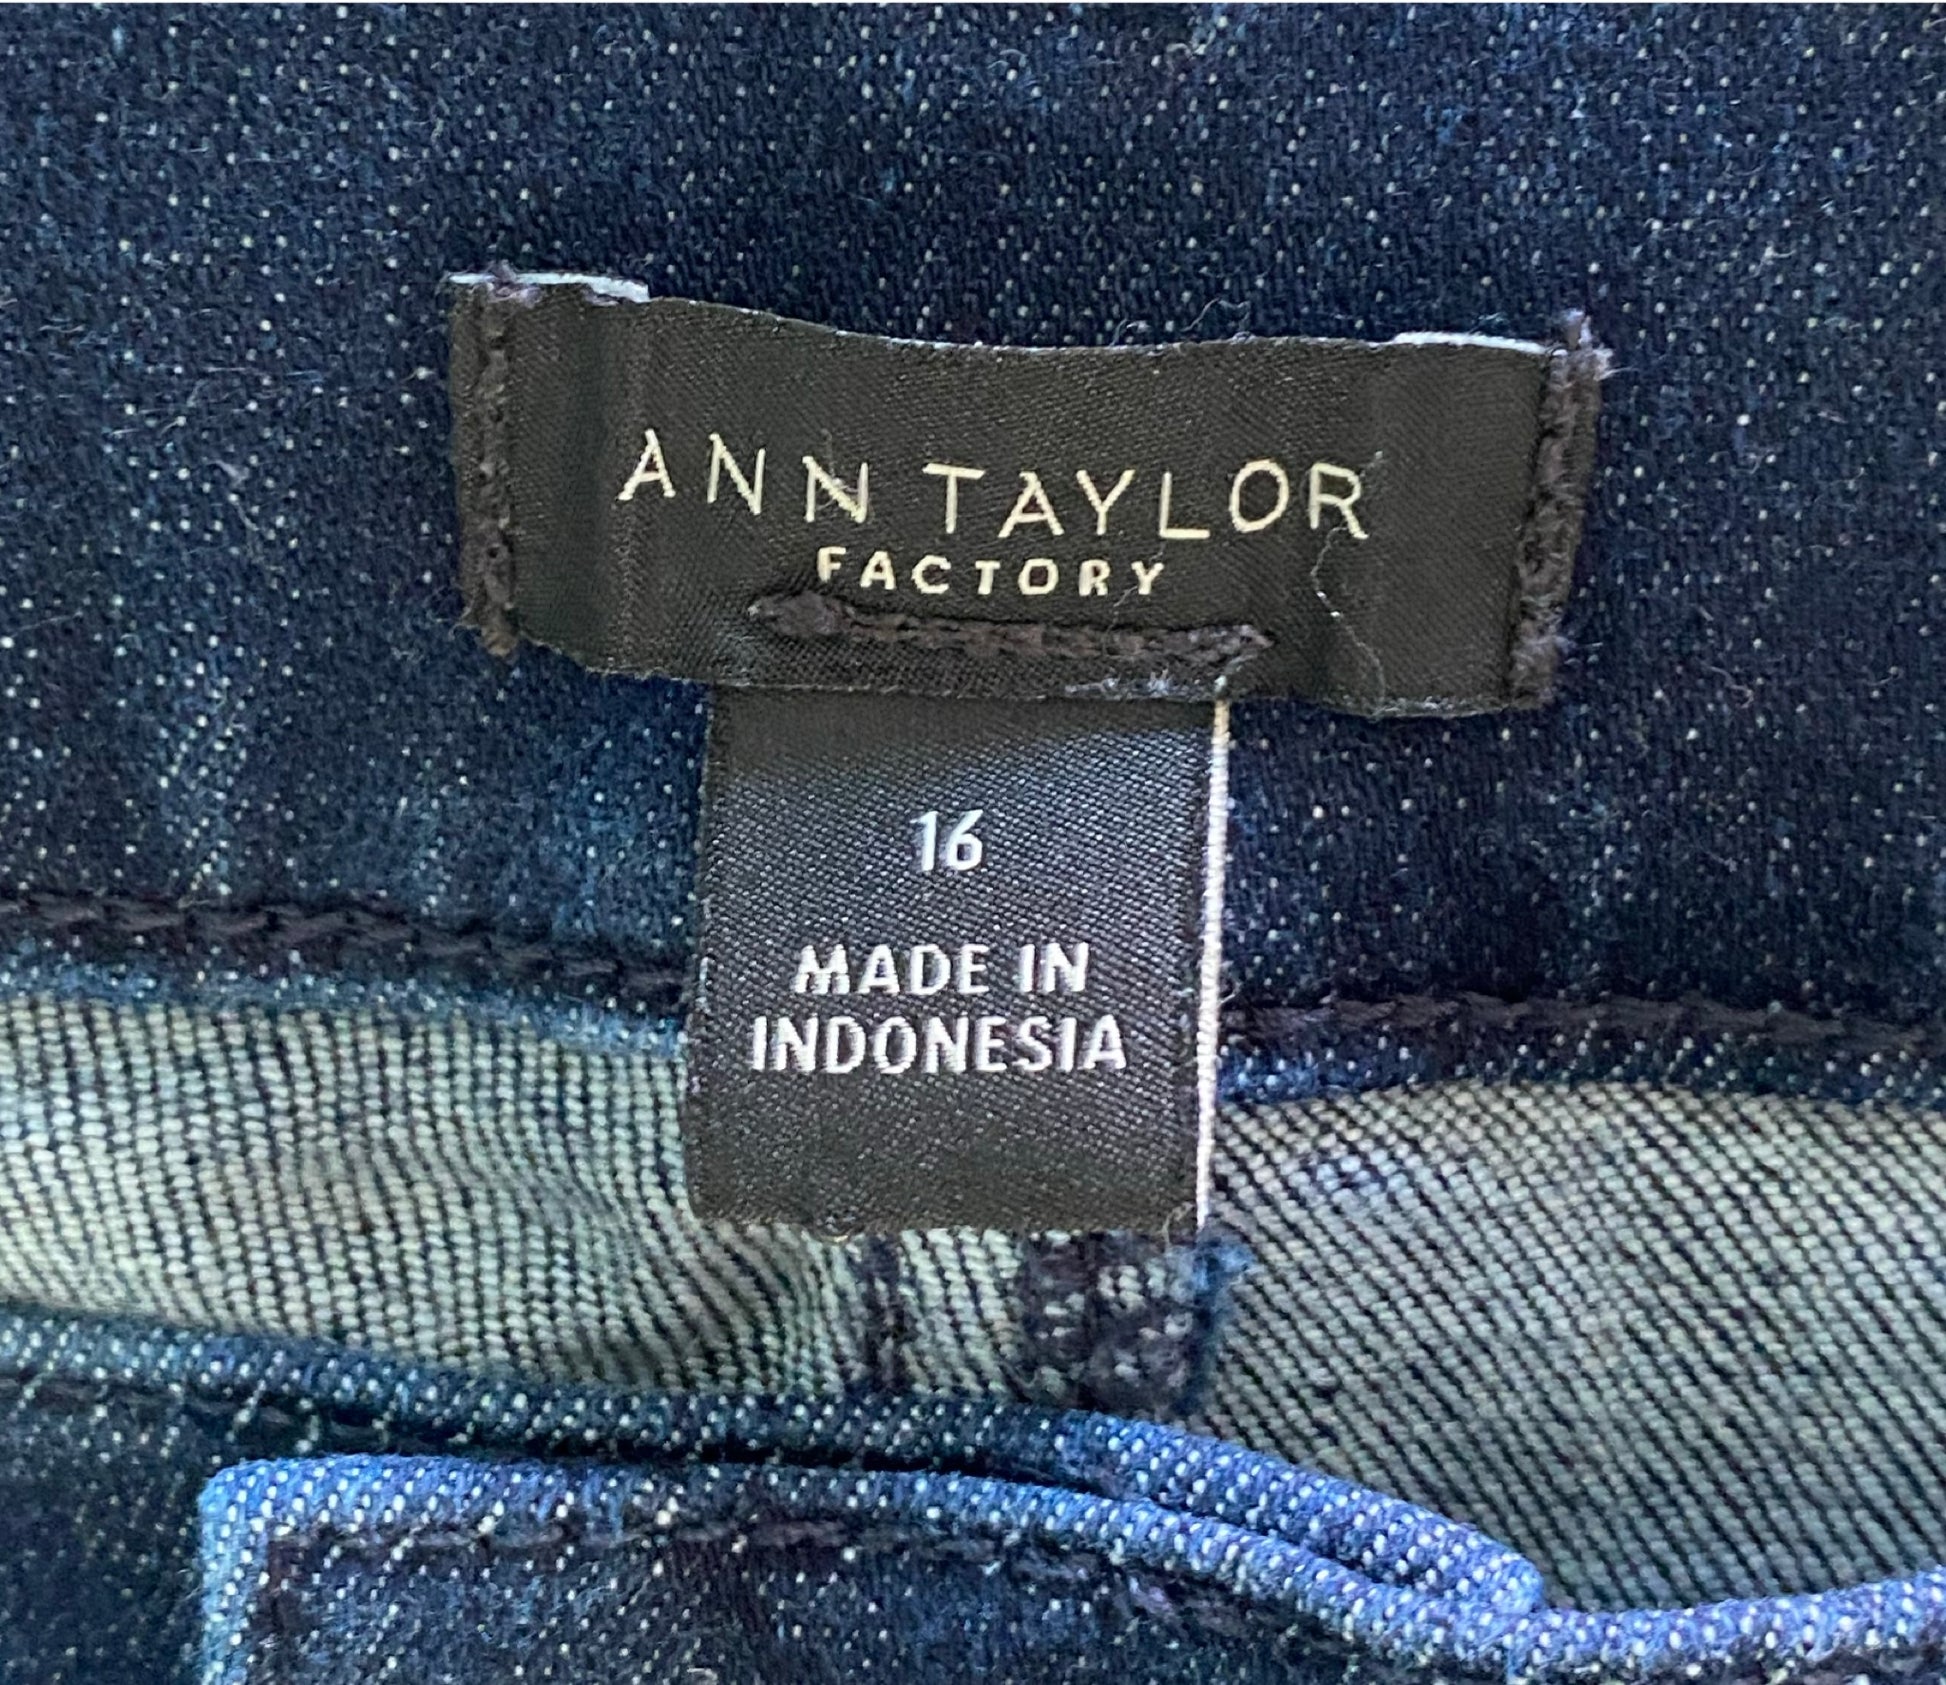 ANN TAYLOR
FACTORY
16
MADE IN
INDONESIA